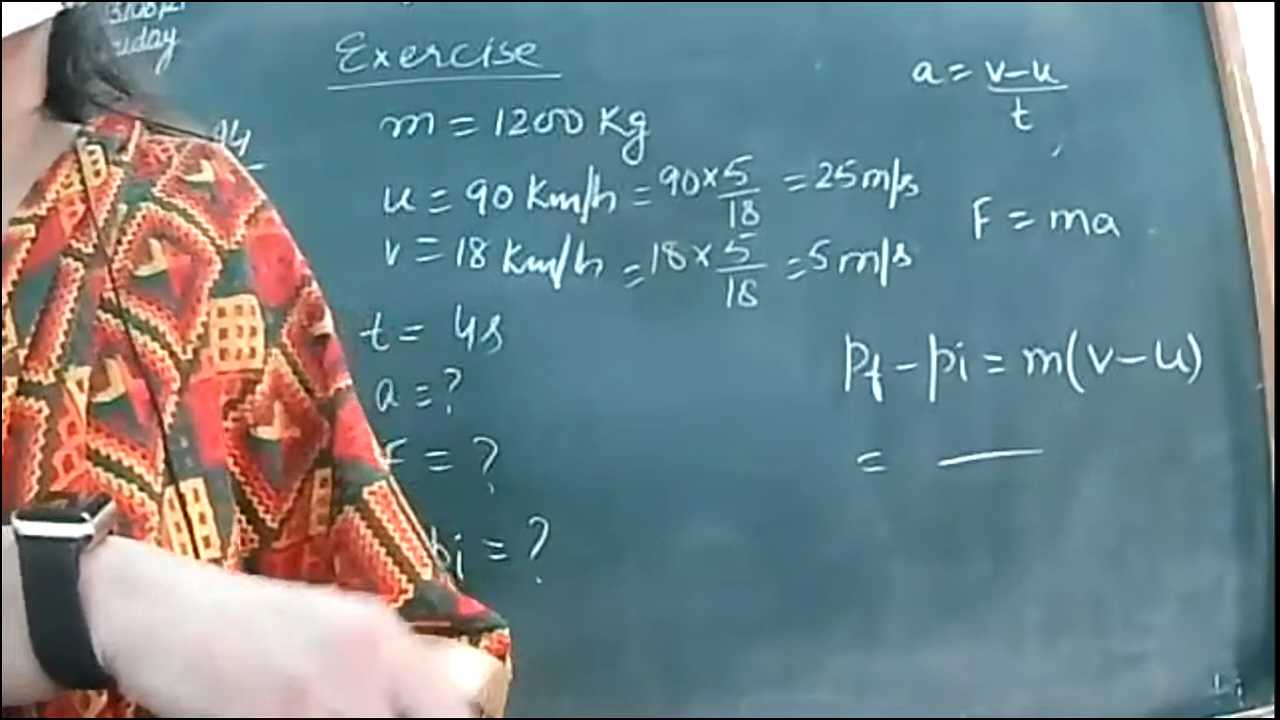 Exercise
m = 1200 Kg
u = 90 Km/h = 90 × 5/18 = 25 m/s
v = 18 Km/h = 18 × 5/18 = 5 m/s
t = 4s
a = ?
F = ?
pi = ?
a = v-u/t
F = ma
Pf - pi = m(v-u)
=